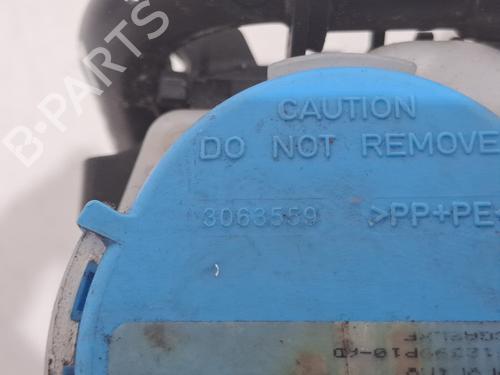 B-PARTS
CAUTION
DO NOT REMOVE
3063559 >PP+PE